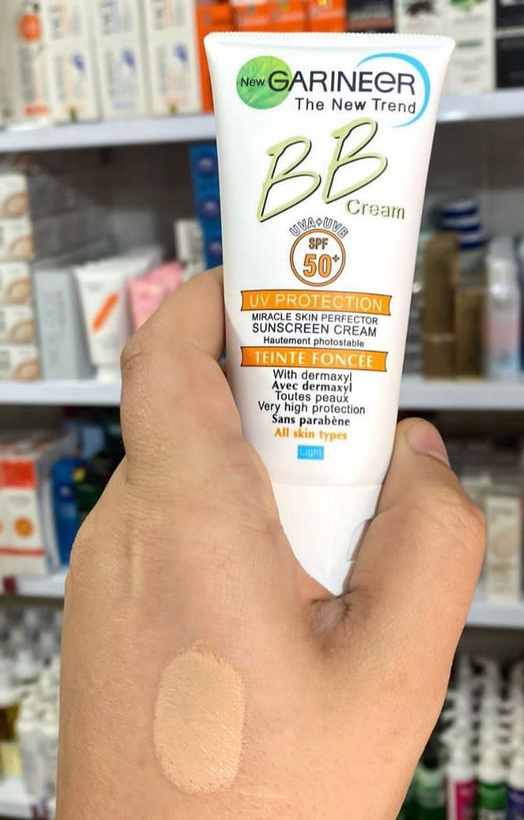 New GARINEER
The New Trend
BB
Cream
UVA+UVB
SPF
50+
UV PROTECTION
MIRACLE SKIN PERFECTOR
SUNSCREEN CREAM
Hautement photostable
TEINTE FONCÉE
With dermaxyl
Avec dermaxyl
Toutes peaux
Very high protection
Sans parabène
All skin types
Light